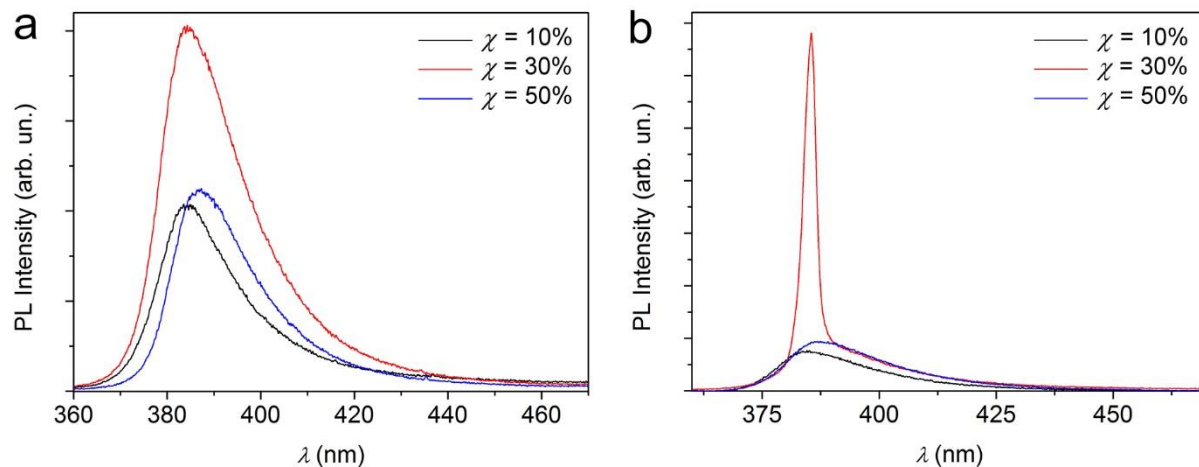 a
χ = 10%
χ = 30%
χ = 50%
PL Intensity (arb. un.)
360 380 400 420 440 460
λ (nm)
b
χ = 10%
χ = 30%
χ = 50%
PL Intensity (arb. un.)
375 400 425 450
λ (nm)